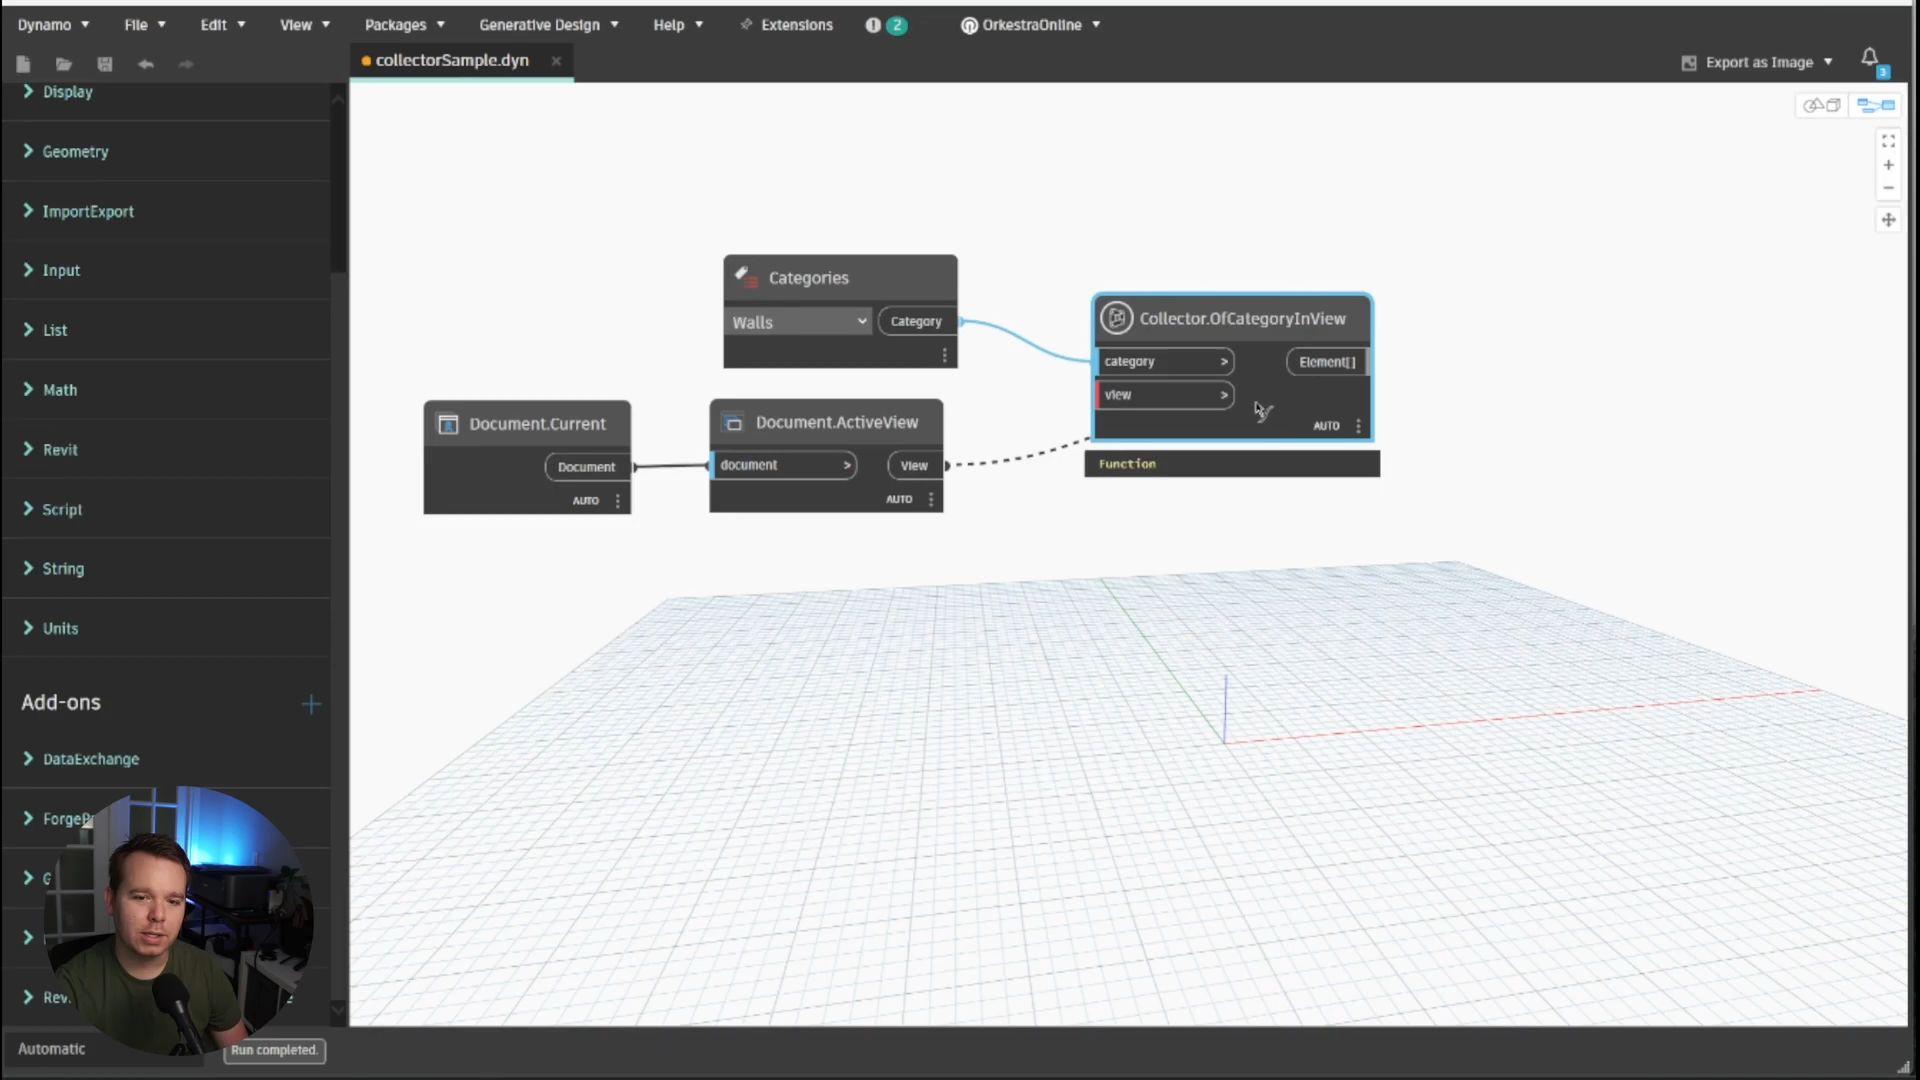 Dynamo File Edit View Packages Generative Design Help Extensions 2 OrkestraOnline
collectorSample.dyn Export as Image 3
Display
Geometry
ImportExport
Input
List
Math
Revit
Script
String
Units
Add-ons
DataExchange
Automatic Run completed.
Categories
Walls Category
Collector.OfCategoryInView
category > Element[]
view >
AUTO
Function
Document.Current
Document
AUTO
Document.ActiveView
document > View
AUTO